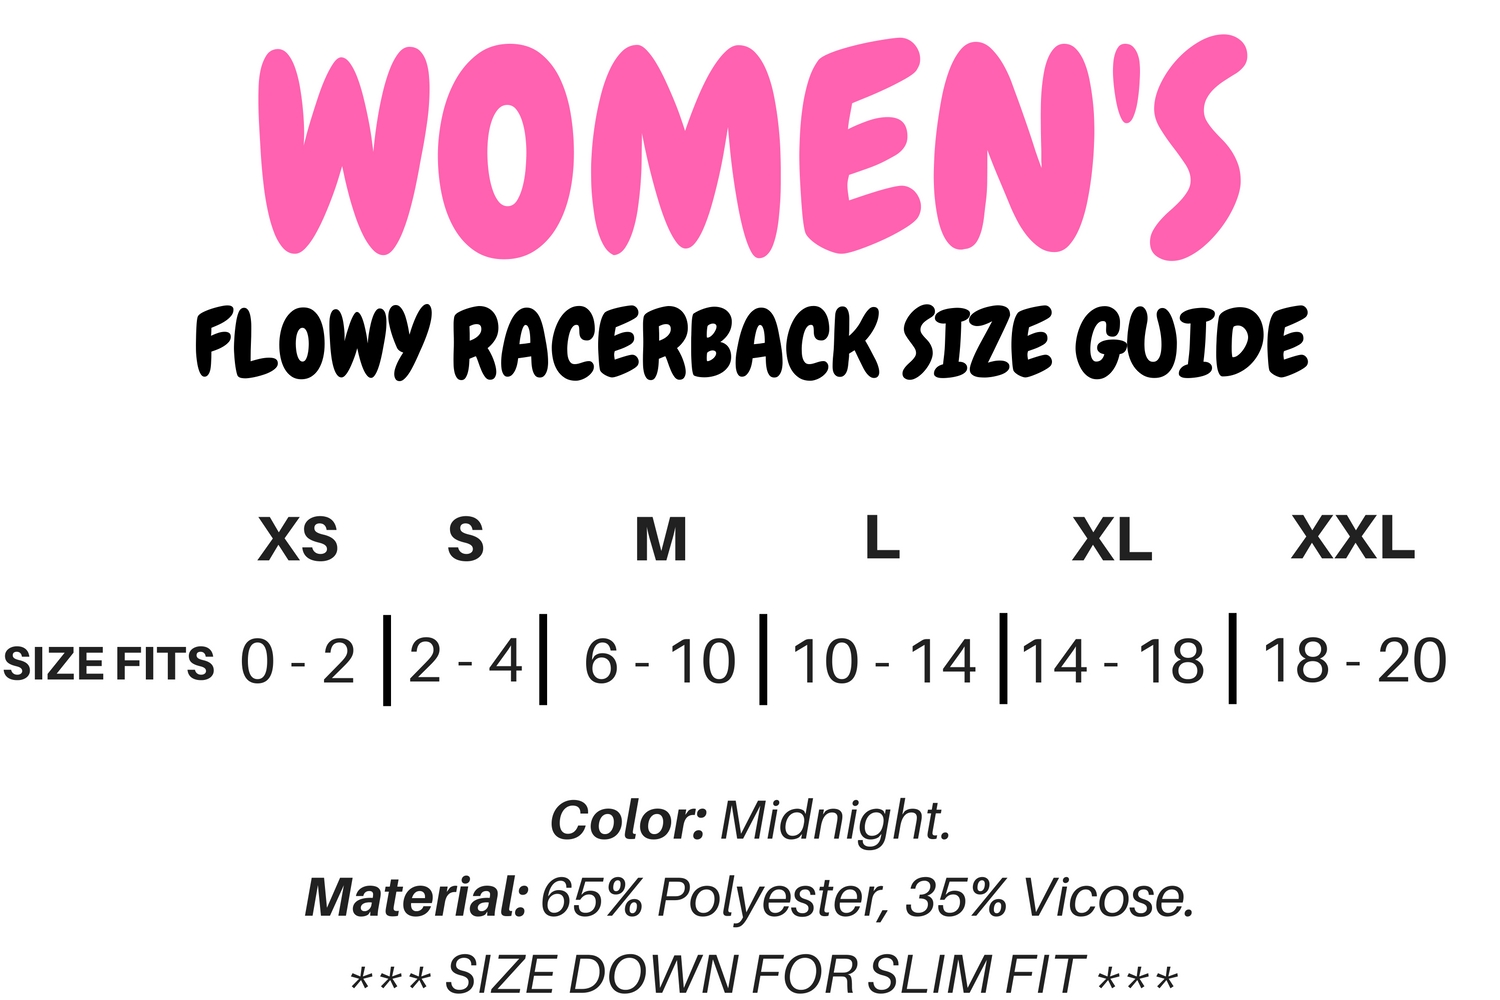 WOMEN'S
FLOWY RACERBACK SIZE GUIDE
XS S M L XL XXL
SIZE FITS 0 - 2 | 2 - 4 | 6 - 10 | 10 - 14 | 14 - 18 | 18 - 20
Color: Midnight.
Material: 65% Polyester, 35% Vicose.
*** SIZE DOWN FOR SLIM FIT ***